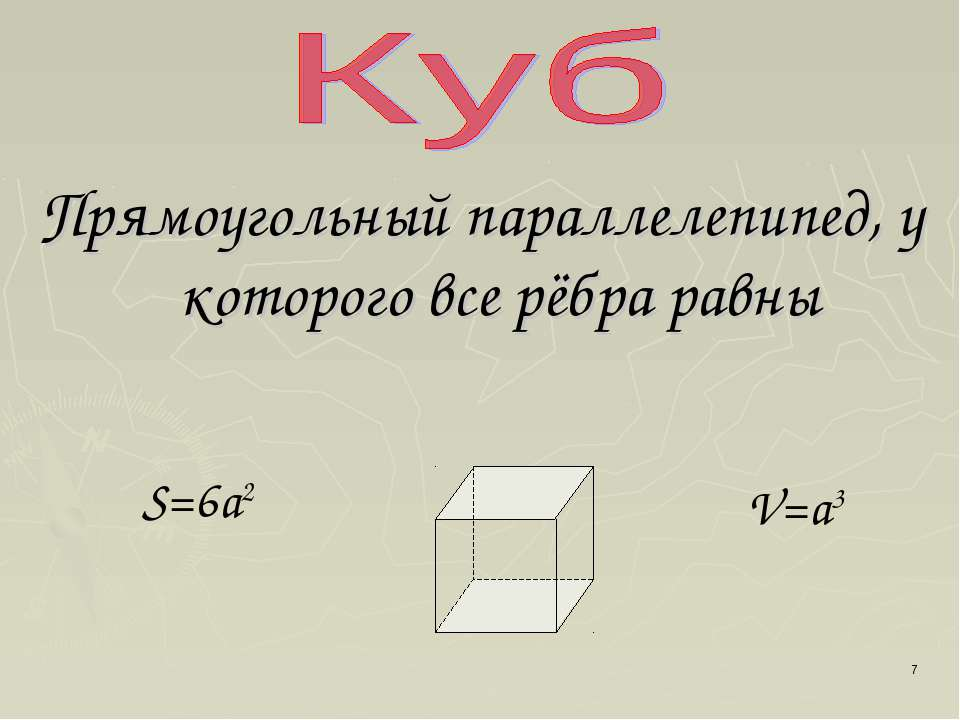 Куб
Прямоугольный параллелепипед, у
которого все рёбра равны
S=6a²
V=a³
7